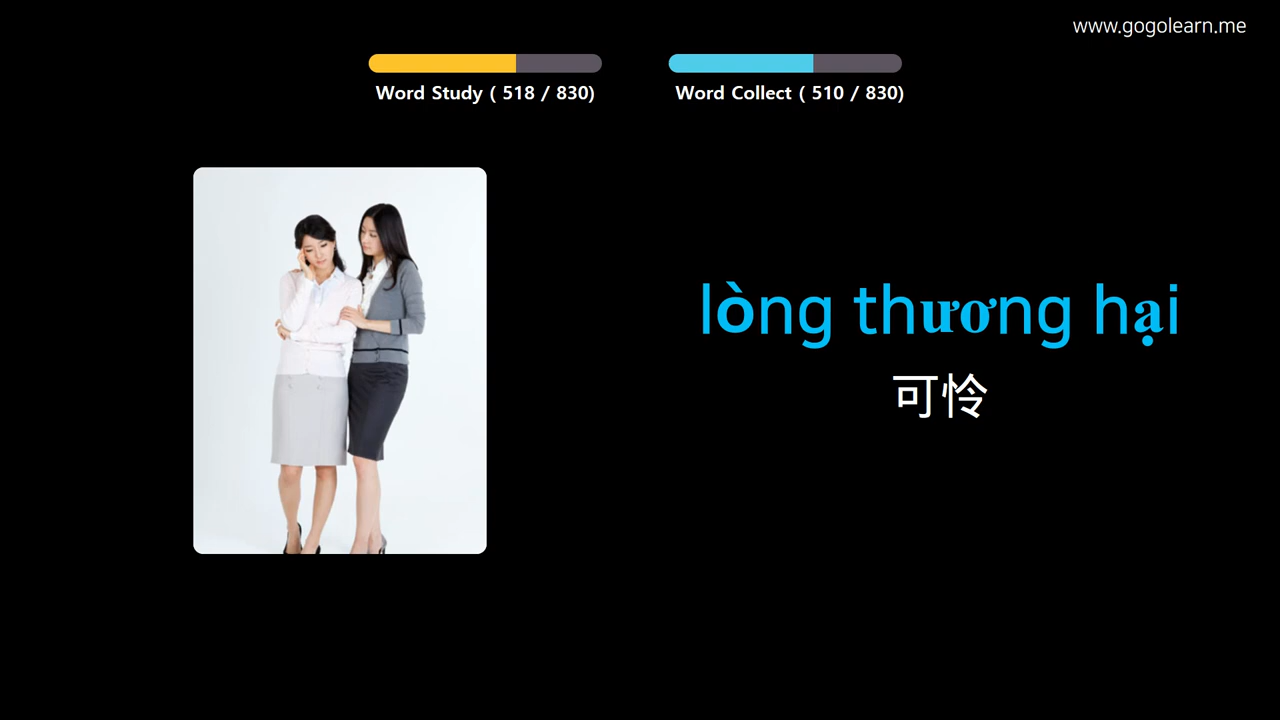 www.gogolearn.me
Word Study ( 518 / 830)
Word Collect ( 510 / 830)
lòng thương hại
可怜